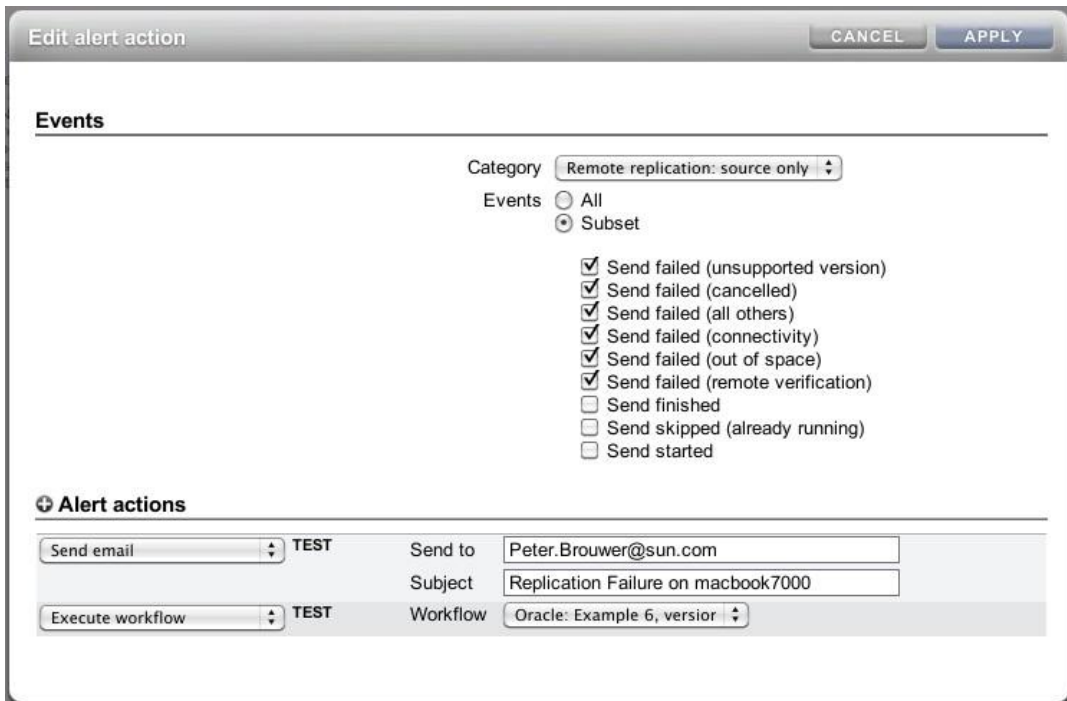 Edit alert action CANCEL APPLY
Events
Category Remote replication: source only
Events All
Subset
Send failed (unsupported version)
Send failed (cancelled)
Send failed (all others)
Send failed (connectivity)
Send failed (out of space)
Send failed (remote verification)
Send finished
Send skipped (already running)
Send started
Alert actions
Send email TEST Send to Peter.Brouwer@sun.com
Subject Replication Failure on macbook7000
Execute workflow TEST Workflow Oracle: Example 6, versior